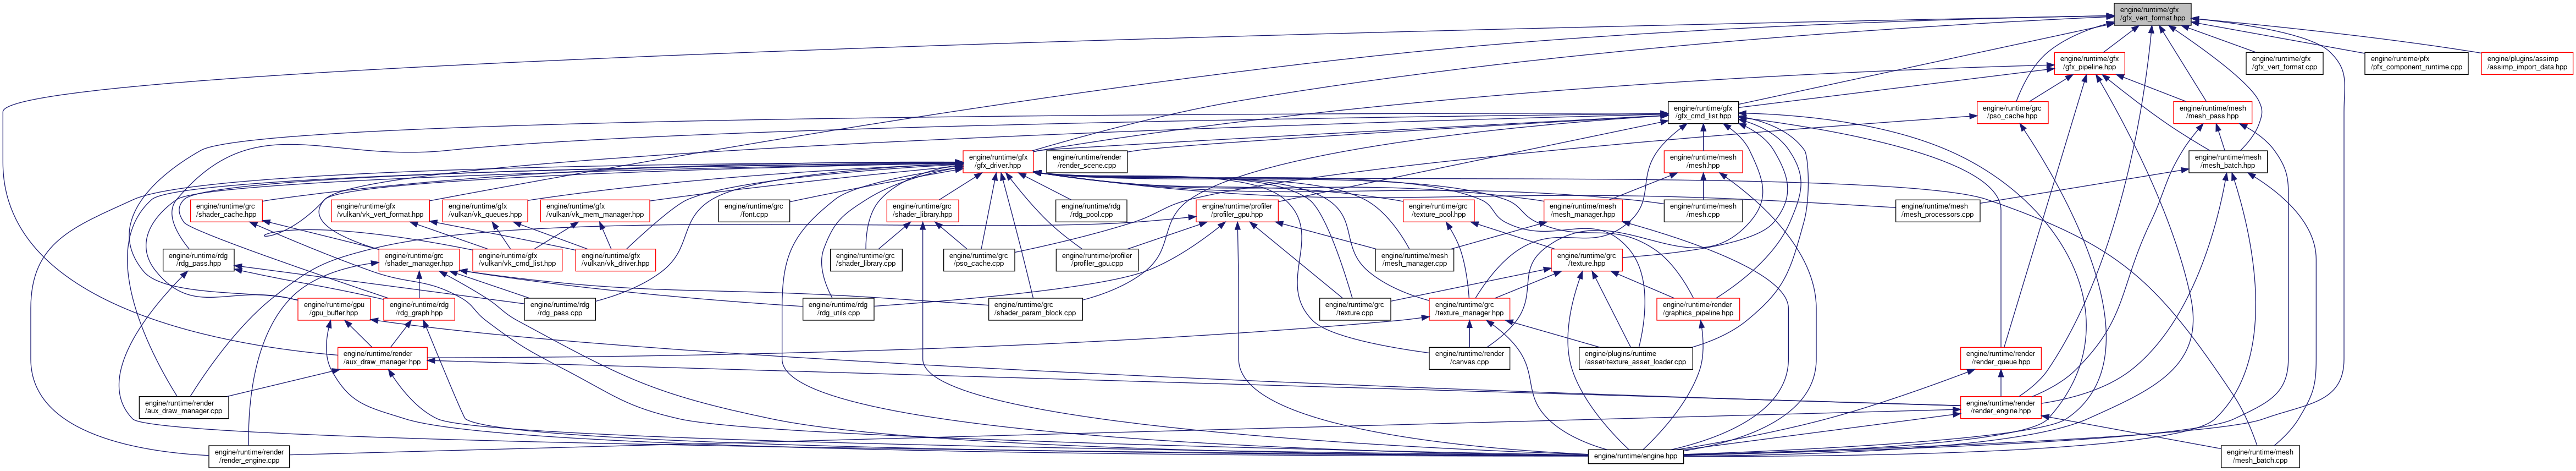 engine/runtime/gfx
/gfx_vert_format.hpp
engine/runtime/gfx
/gfx_pipeline.hpp
engine/runtime/gfx
/gfx_vert_format.cpp
engine/runtime/pfx
/pfx_component_runtime.cpp
engine/plugins/assimp
/assimp_import_data.hpp
engine/runtime/gfx
/gfx_cmd_list.hpp
engine/runtime/grc
/pso_cache.hpp
engine/runtime/mesh
/mesh_pass.hpp
engine/runtime/gfx
/gfx_driver.hpp
engine/runtime/render
/render_scene.cpp
engine/runtime/mesh
/mesh.hpp
engine/runtime/mesh
/mesh_batch.hpp
engine/runtime/grc
/shader_cache.hpp
engine/runtime/gfx
/vulkan/vk_vert_format.hpp
engine/runtime/gfx
/vulkan/vk_queues.hpp
engine/runtime/gfx
/vulkan/vk_mem_manager.hpp
engine/runtime/grc
/font.cpp
engine/runtime/grc
/shader_library.hpp
engine/runtime/rdg
/rdg_pool.cpp
engine/runtime/profiler
/profiler_gpu.hpp
engine/runtime/grc
/texture_pool.hpp
engine/runtime/mesh
/mesh_manager.hpp
engine/runtime/mesh
/mesh.cpp
engine/runtime/mesh
/mesh_processors.cpp
engine/runtime/rdg
/rdg_pass.hpp
engine/runtime/grc
/shader_manager.hpp
engine/runtime/gfx
/vulkan/vk_cmd_list.hpp
engine/runtime/gfx
/vulkan/vk_driver.hpp
engine/runtime/grc
/shader_library.cpp
engine/runtime/grc
/pso_cache.cpp
engine/runtime/profiler
/profiler_gpu.cpp
engine/runtime/mesh
/mesh_manager.cpp
engine/runtime/grc
/texture.hpp
engine/runtime/gpu
/gpu_buffer.hpp
engine/runtime/rdg
/rdg_graph.hpp
engine/runtime/rdg
/rdg_pass.cpp
engine/runtime/rdg
/rdg_utils.cpp
engine/runtime/grc
/shader_param_block.cpp
engine/runtime/grc
/texture.cpp
engine/runtime/grc
/texture_manager.hpp
engine/runtime/render
/graphics_pipeline.hpp
engine/runtime/render
/aux_draw_manager.hpp
engine/runtime/render
/canvas.cpp
engine/plugins/runtime
/asset/texture_asset_loader.cpp
engine/runtime/render
/render_queue.hpp
engine/runtime/render
/aux_draw_manager.cpp
engine/runtime/render
/render_engine.hpp
engine/runtime/render
/render_engine.cpp
engine/runtime/engine.hpp
engine/runtime/mesh
/mesh_batch.cpp